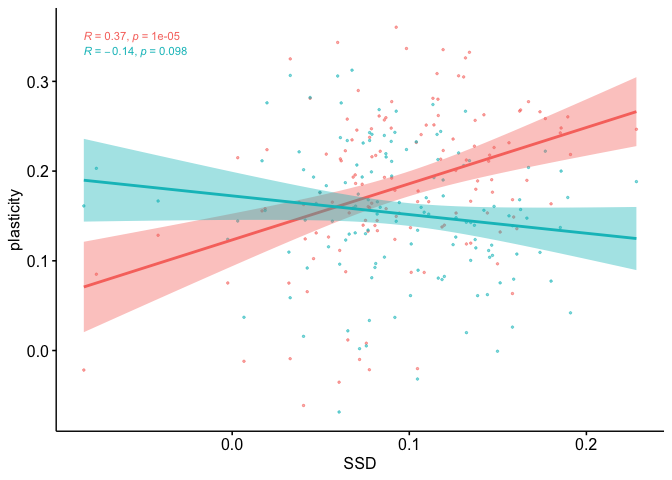 R = 0.37, p = 1e-05
R = −0.14, p = 0.098
0.3
0.2
0.1
0.0
plasticity
0.0 0.1 0.2
SSD